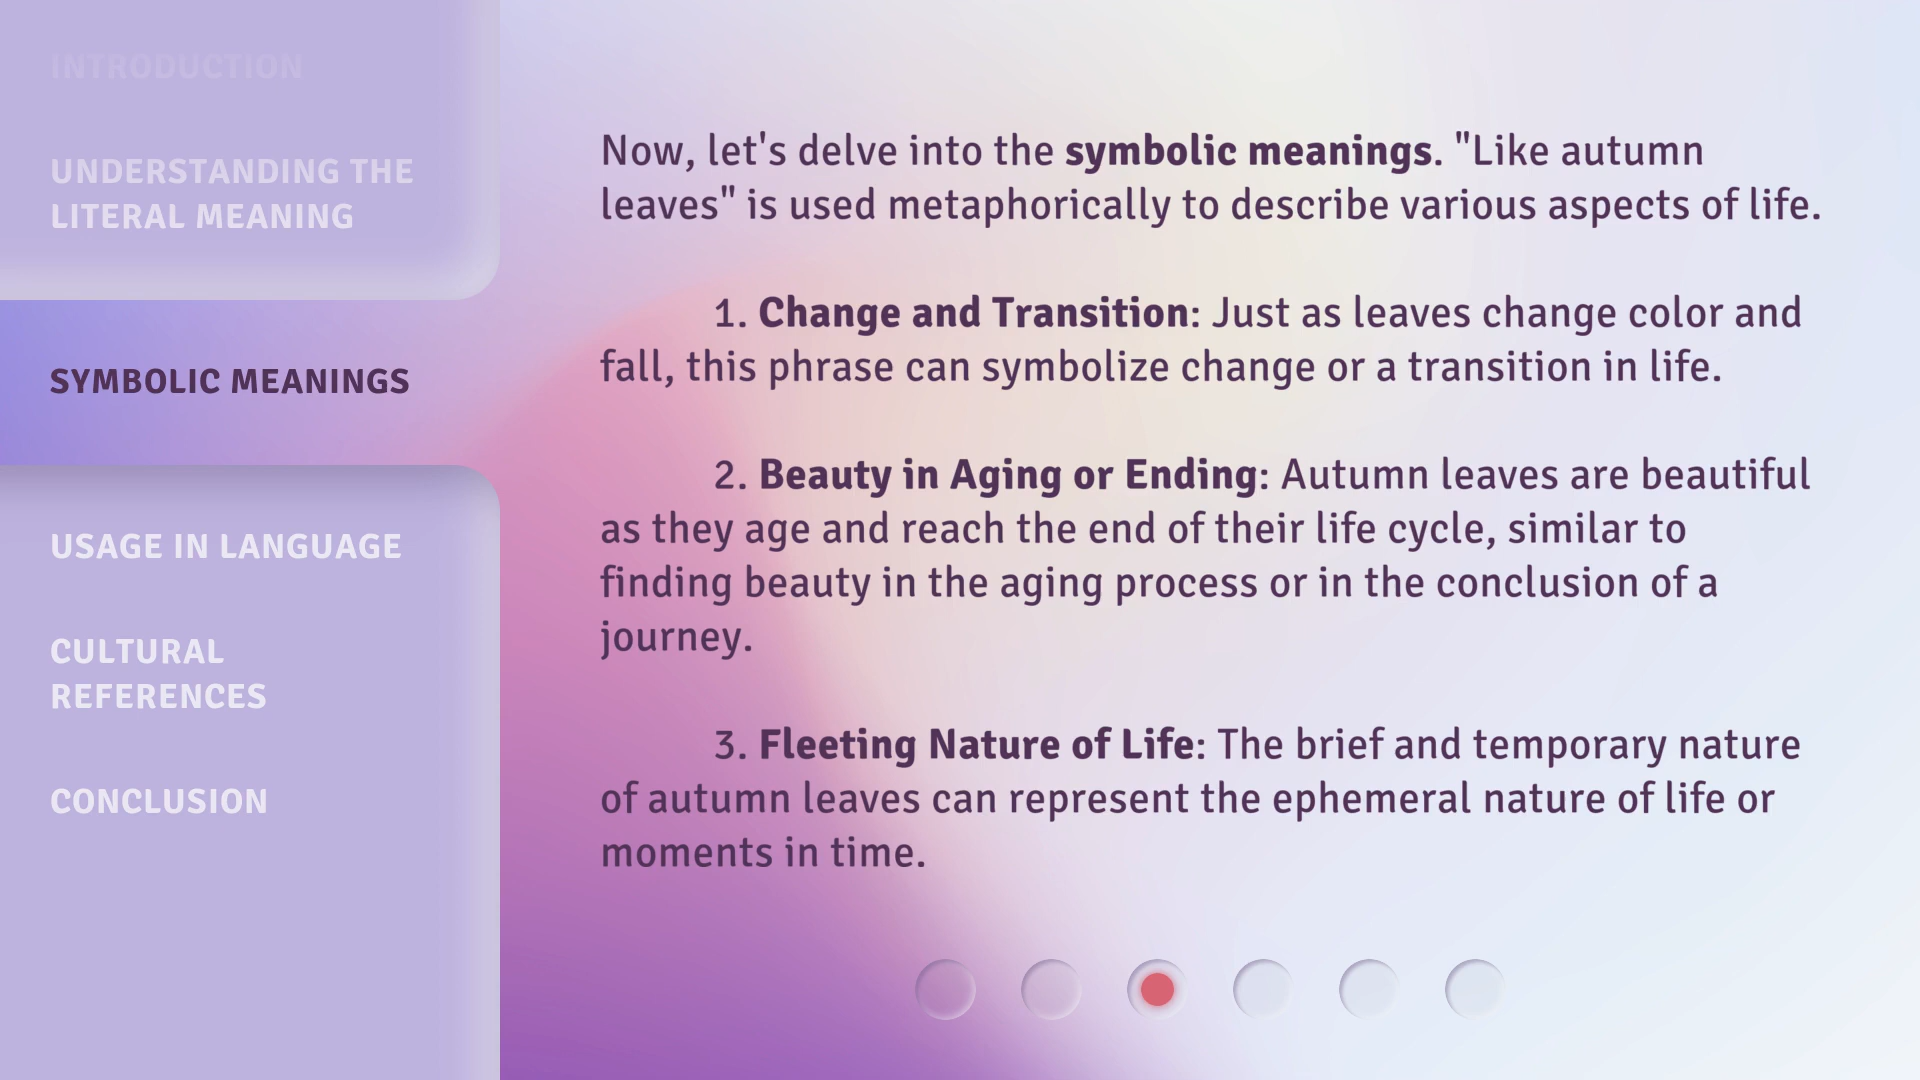 INTRODUCTION
UNDERSTANDING THE
LITERAL MEANING
SYMBOLIC MEANINGS
USAGE IN LANGUAGE
CULTURAL
REFERENCES
CONCLUSION
Now, let's delve into the symbolic meanings. "Like autumn
leaves" is used metaphorically to describe various aspects of life.
1. Change and Transition: Just as leaves change color and
fall, this phrase can symbolize change or a transition in life.
2. Beauty in Aging or Ending: Autumn leaves are beautiful
as they age and reach the end of their life cycle, similar to
finding beauty in the aging process or in the conclusion of a
journey.
3. Fleeting Nature of Life: The brief and temporary nature
of autumn leaves can represent the ephemeral nature of life or
moments in time.